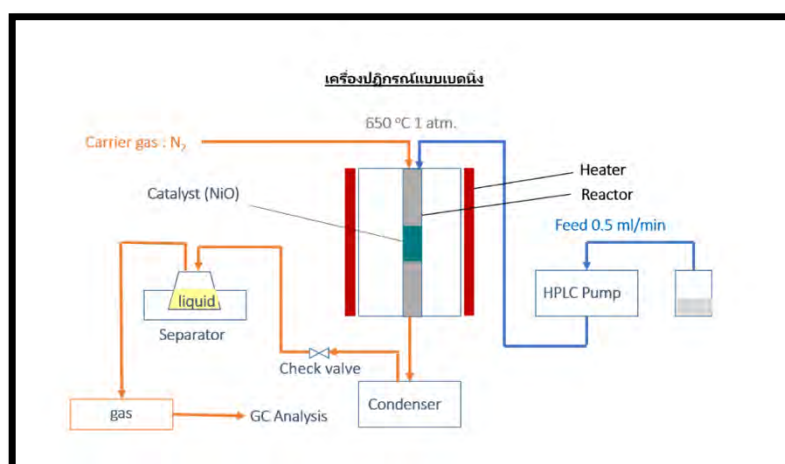 เครื่องปฏิกรณ์แบบเบดนิ่ง
650 °C 1 atm.
Carrier gas : N2
Heater
Reactor
Catalyst (NiO)
Feed 0.5 ml/min
HPLC Pump
liquid
Separator
Check valve
Condenser
gas
GC Analysis